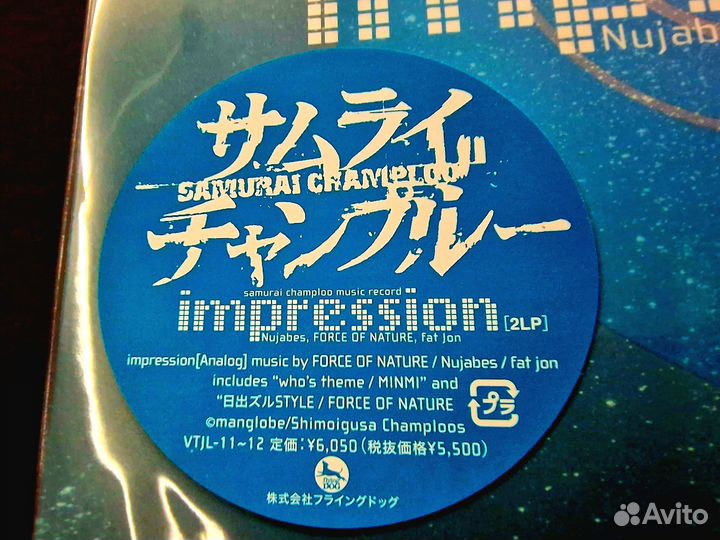 Nujabes
サムライ
SAMURAI CHAMPLOO
チャンプルー
samurai champloo music record
impression [2LP]
Nujabes, FORCE OF NATURE, fat jon
impression[Analog] music by FORCE OF NATURE / Nujabes / fat jon
includes “who's theme / MINMI” and
“日出ズルSTYLE / FORCE OF NATURE
プラ
©manglobe/Shimoigusa Champloos
VTJL-11~12 定価:¥6,050(税抜価格¥5,500)
flying DOG
株式会社フライングドッグ
Avito